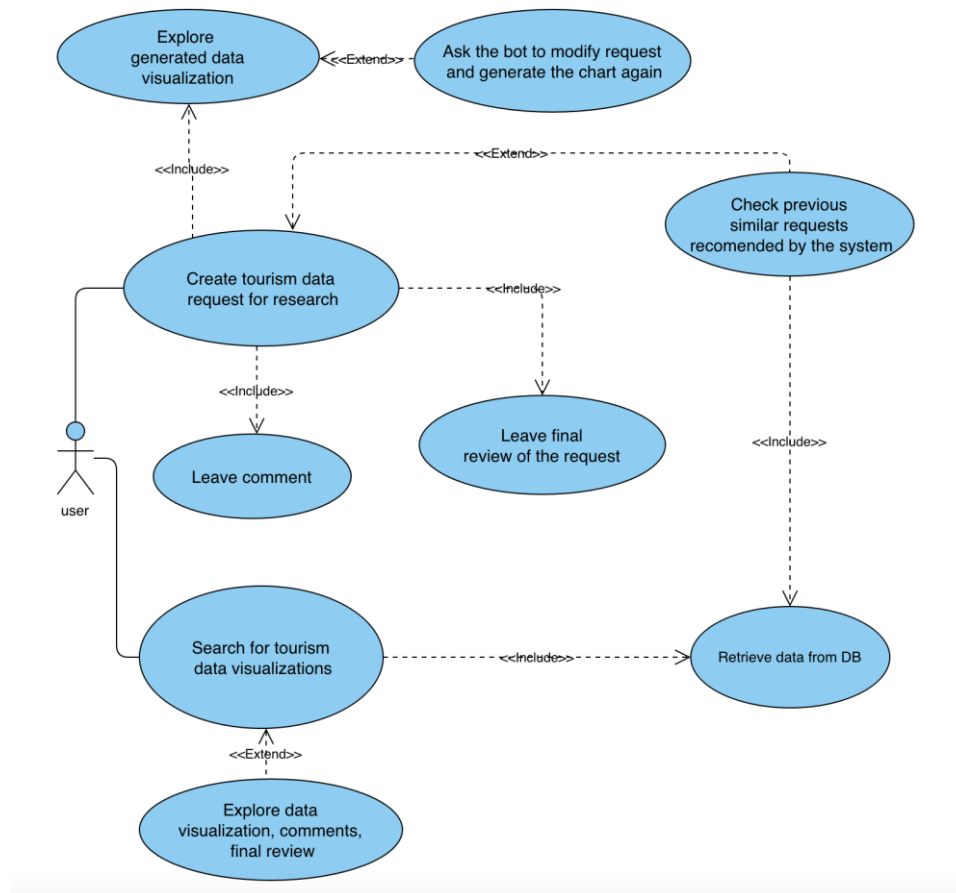 Explore
generated data
visualization
<<Extend>>
Ask the bot to modify request
and generate the chart again
<<Include>>
<<Extend>>
Check previous
similar requests
recomended by the system
Create tourism data
request for research
<<Include>>
<<Include>>
Leave final
review of the request
<<Include>>
Leave comment
user
Search for tourism
data visualizations
<<Include>>
Retrieve data from DB
<<Extend>>
Explore data
visualization, comments,
final review